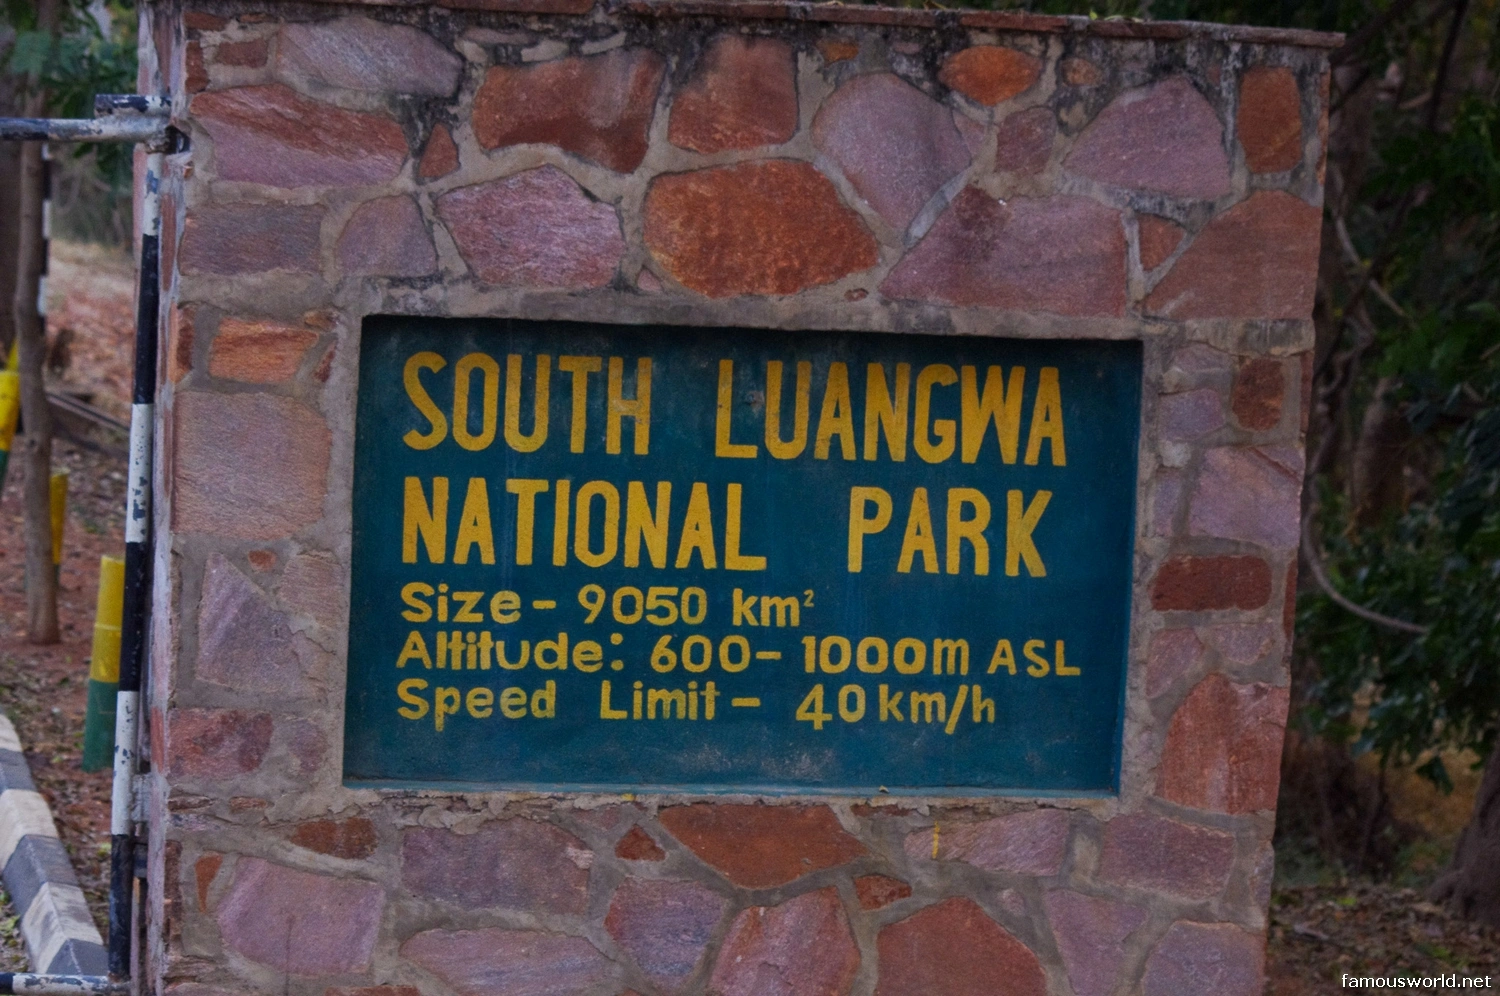 SOUTH LUANGWA
NATIONAL PARK
Size - 9050 km²
Altitude: 600 - 1000m ASL
Speed Limit - 40km/h
famousworld.net